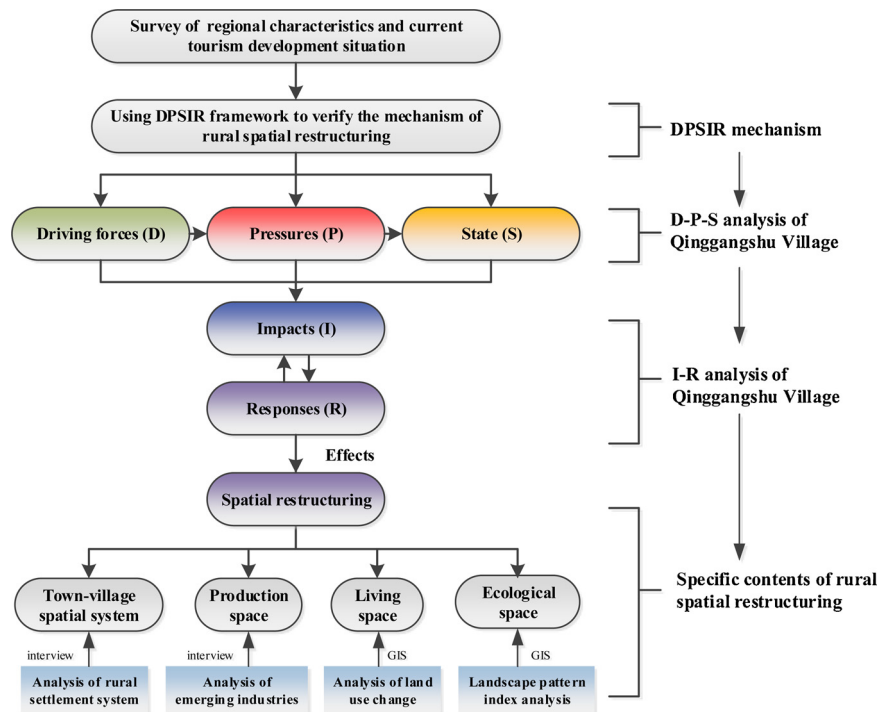 Survey of regional characteristics and current
tourism development situation
Using DPSIR framework to verify the mechanism of
rural spatial restructuring
DPSIR mechanism
Driving forces (D)
Pressures (P)
State (S)
D-P-S analysis of
Qinggangshu Village
Impacts (I)
Responses (R)
I-R analysis of
Qinggangshu Village
Effects
Spatial restructuring
Town-village
spatial system
Production
space
Living
space
Ecological
space
Specific contents of rural
spatial restructuring
interview
interview
GIS
GIS
Analysis of rural
settlement system
Analysis of
emerging industries
Analysis of land
use change
Landscape pattern
index analysis